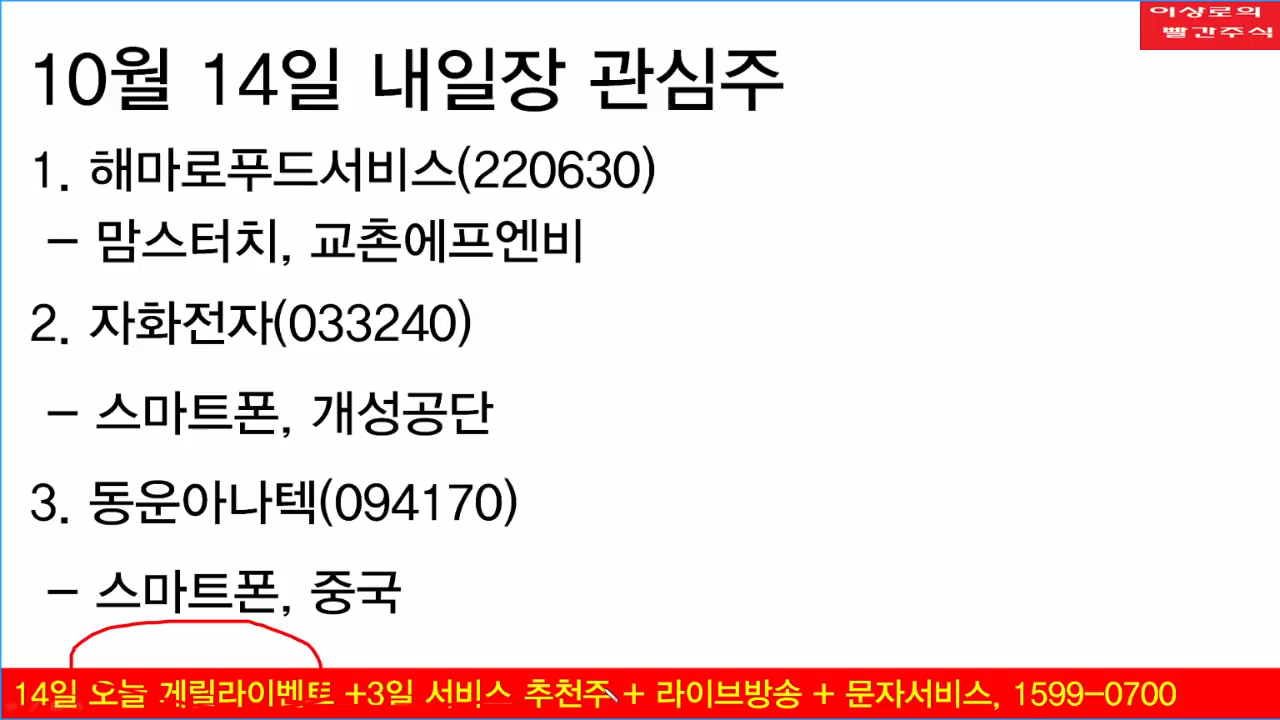 이상로의
빨간주식
10월 14일 내일장 관심주
1. 해마로푸드서비스(220630)
- 맘스터치, 교촌에프엔비
2. 자화전자(033240)
- 스마트폰, 개성공단
3. 동운아나텍(094170)
- 스마트폰, 중국
14일 오늘 게릴라이벤트 +3일 서비스 추천주 + 라이브방송 + 문자서비스, 1599-0700